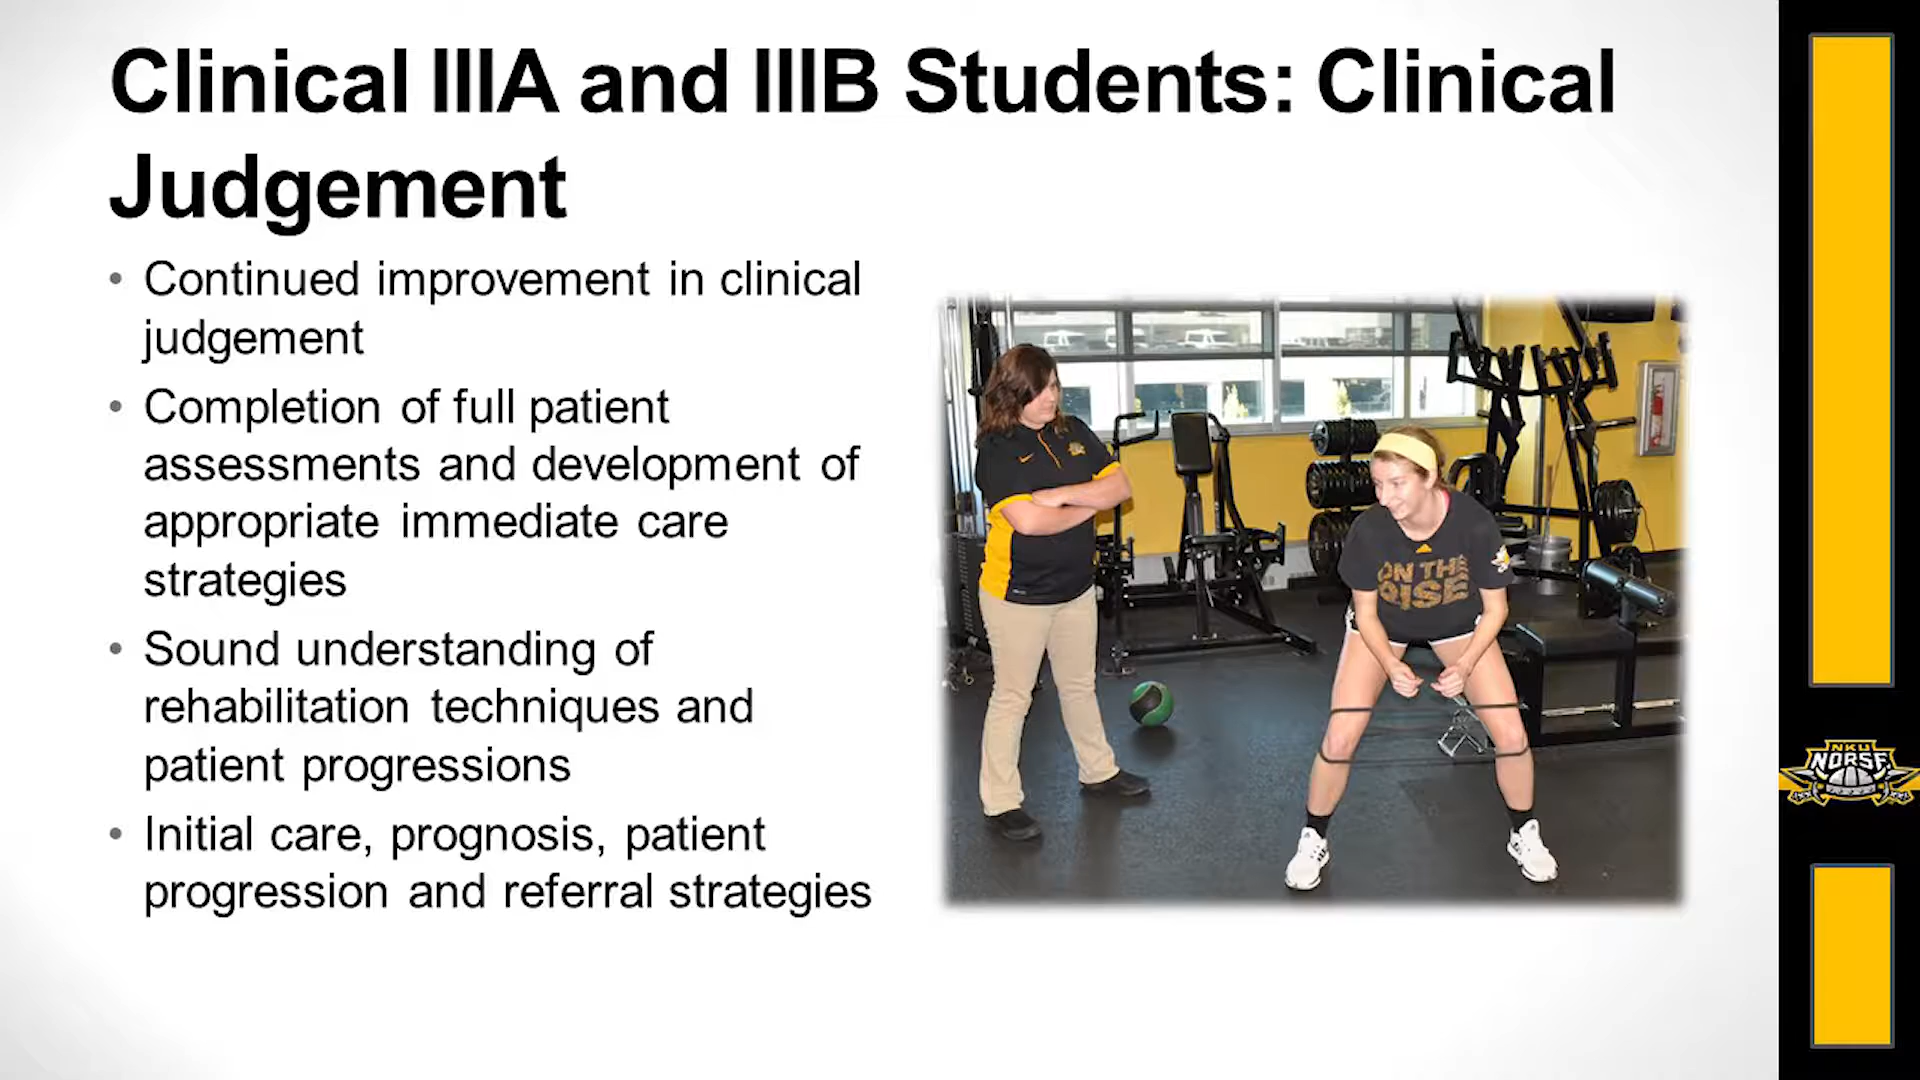 Clinical IIIA and IIIB Students: Clinical
Judgement
• Continued improvement in clinical
judgement
• Completion of full patient
assessments and development of
appropriate immediate care
strategies
• Sound understanding of
rehabilitation techniques and
patient progressions
• Initial care, prognosis, patient
progression and referral strategies
ON THE
RISE
NKU
NORSE